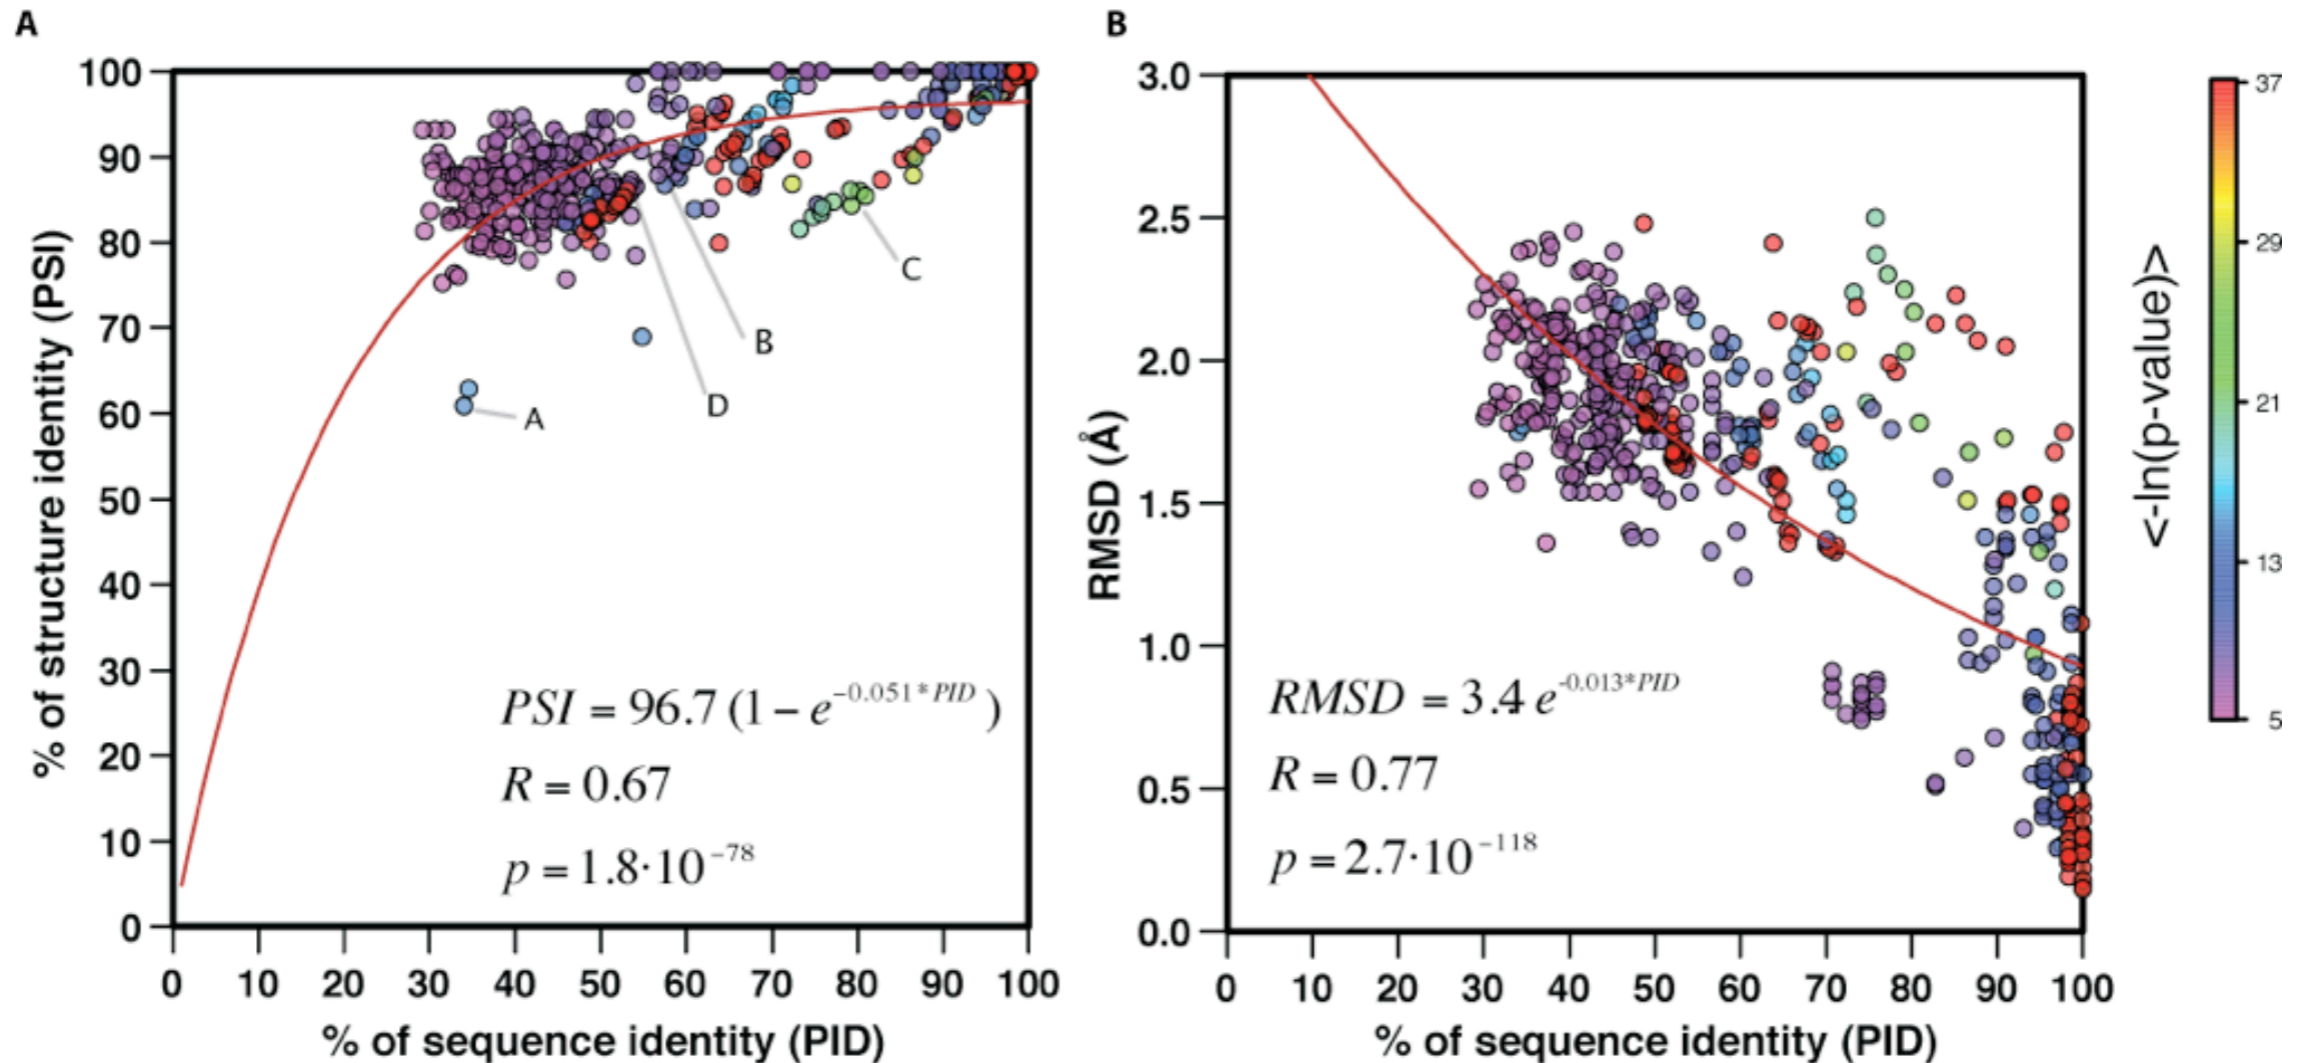 A
B
100
90
80
70
60
50
40
30
20
10
0
% of structure identity (PSI)
A
B
C
D
PSI = 96.7 (1 − e^{−0.051*PID})
R = 0.67
p = 1.8·10^{−78}
0 10 20 30 40 50 60 70 80 90 100
% of sequence identity (PID)
3.0
2.5
2.0
1.5
1.0
0.5
0.0
RMSD (Å)
RMSD = 3.4 e^{-0.013*PID}
R = 0.77
p = 2.7·10^{−118}
0 10 20 30 40 50 60 70 80 90 100
% of sequence identity (PID)
37
29
21
13
5
<-ln(p-value)>